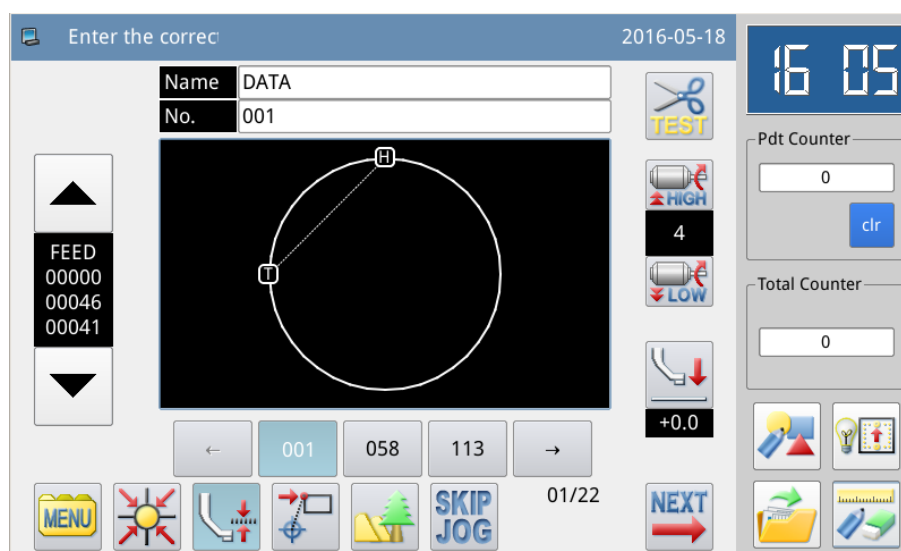 Enter the correc
2016-05-18
16 05
Name DATA
No. 001
TEST
Pdt Counter
0
clr
H
T
HIGH
4
LOW
FEED
00000
00046
00041
Total Counter
0
+0.0
← 001 058 113 →
01/22
MENU
SKIP
JOG
NEXT